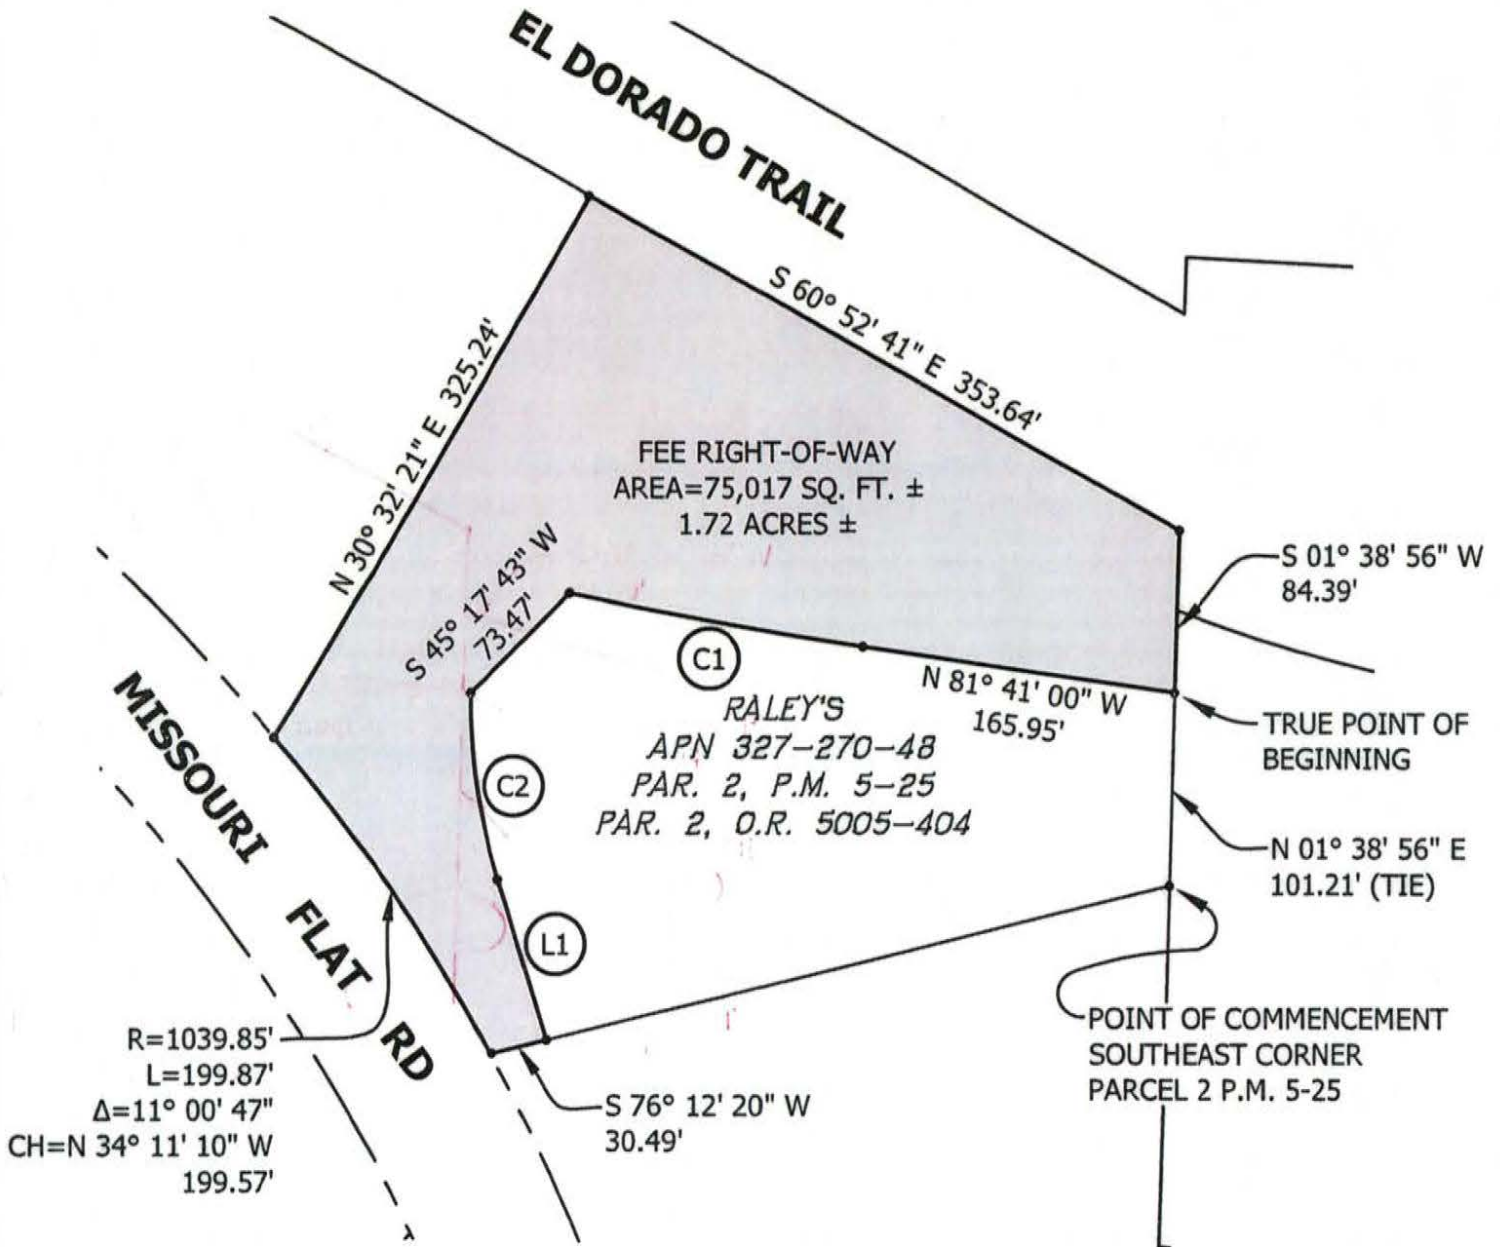 EL DORADO TRAIL
S 60° 52' 41" E 353.64'
N 30° 32' 21" E 325.24'
FEE RIGHT-OF-WAY
AREA=75,017 SQ. FT. ±
1.72 ACRES ±
S 01° 38' 56" W
84.39'
S 45° 17' 43" W
73.47'
C1
N 81° 41' 00" W
165.95'
RALEY'S
APN 327-270-48
PAR. 2, P.M. 5-25
PAR. 2, O.R. 5005-404
TRUE POINT OF
BEGINNING
MISSOURI FLAT RD
C2
N 01° 38' 56" E
101.21' (TIE)
L1
POINT OF COMMENCEMENT
SOUTHEAST CORNER
PARCEL 2 P.M. 5-25
R=1039.85'
L=199.87'
Δ=11° 00' 47"
CH=N 34° 11' 10" W
199.57'
S 76° 12' 20" W
30.49'